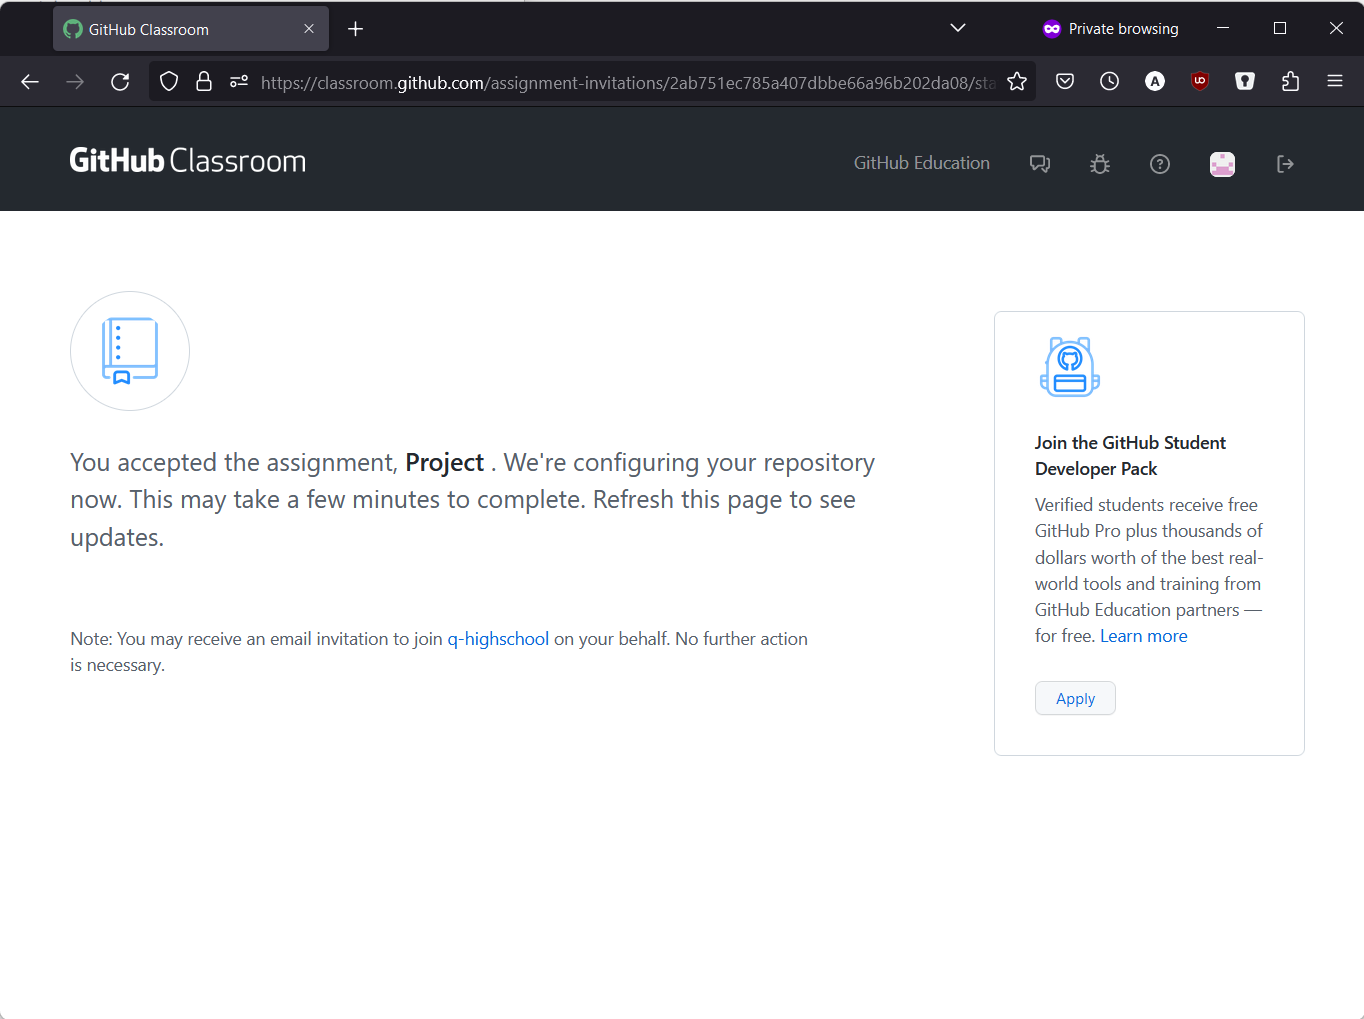 GitHub Classroom
Private browsing
https://classroom.github.com/assignment-invitations/2ab751ec785a407dbbe66a96b202da08/sta
GitHub Classroom
GitHub Education
You accepted the assignment, Project . We're configuring your repository
now. This may take a few minutes to complete. Refresh this page to see
updates.
Note: You may receive an email invitation to join q-highschool on your behalf. No further action
is necessary.
Join the GitHub Student
Developer Pack
Verified students receive free
GitHub Pro plus thousands of
dollars worth of the best real-
world tools and training from
GitHub Education partners —
for free. Learn more
Apply